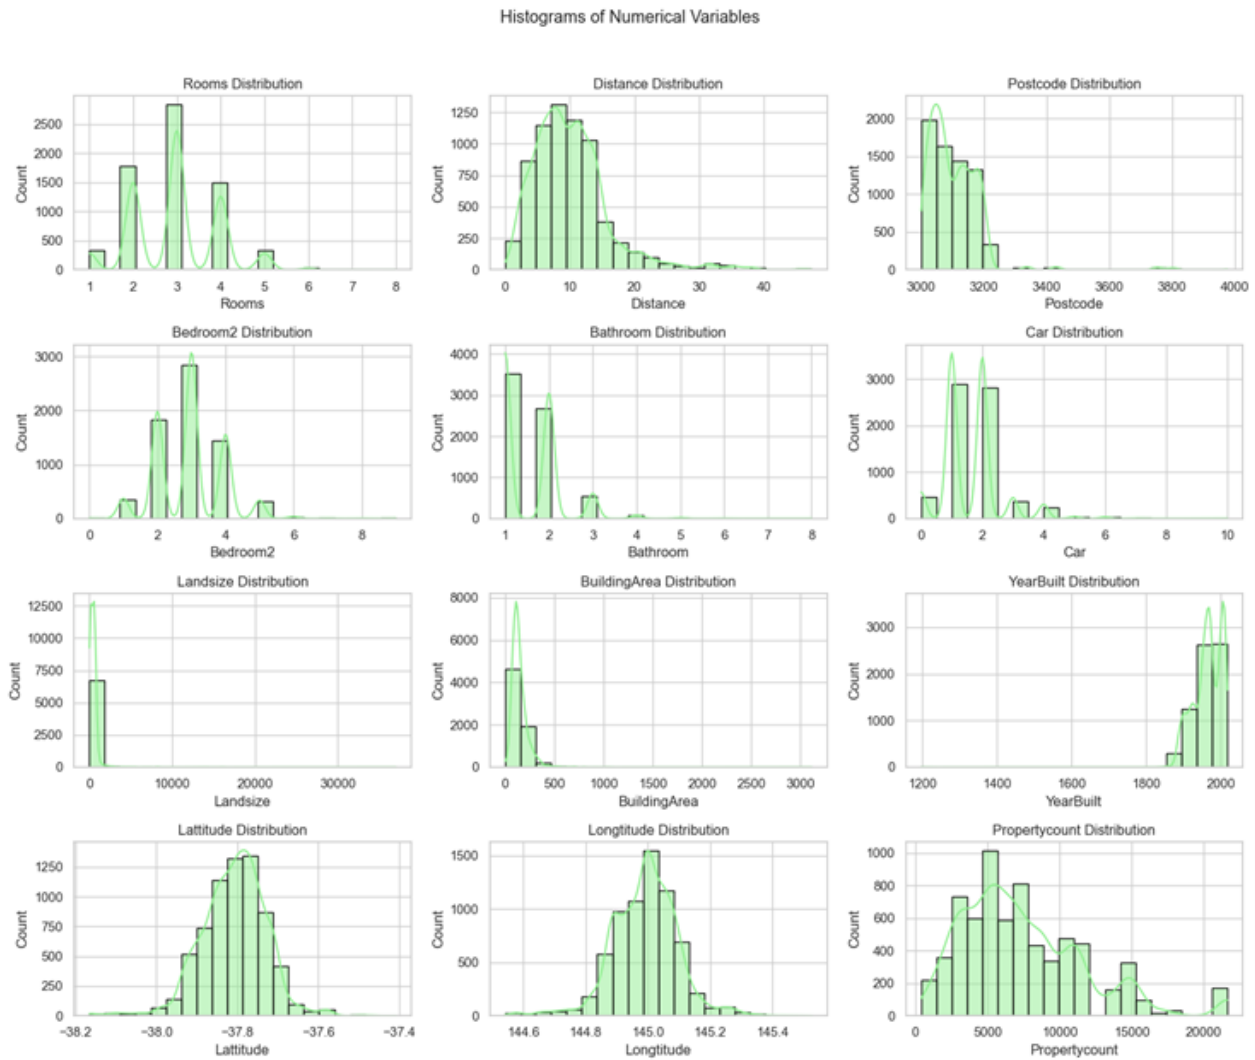 Histograms of Numerical Variables
Rooms Distribution
Count
2500
2000
1500
1000
500
0
1 2 3 4 5 6 7 8
Rooms
Distance Distribution
Count
1250
1000
750
500
250
0
0 10 20 30 40
Distance
Postcode Distribution
Count
2000
1500
1000
500
0
3000 3200 3400 3600 3800 4000
Postcode
Bedroom2 Distribution
Count
3000
2000
1000
0
0 2 4 6 8
Bedroom2
Bathroom Distribution
Count
4000
3000
2000
1000
0
1 2 3 4 5 6 7 8
Bathroom
Car Distribution
Count
3000
2000
1000
0
0 2 4 6 8 10
Car
Landsize Distribution
Count
12500
10000
7500
5000
2500
0
0 10000 20000 30000
Landsize
BuildingArea Distribution
Count
8000
6000
4000
2000
0
0 500 1000 1500 2000 2500 3000
BuildingArea
YearBuilt Distribution
Count
3000
2000
1000
0
1200 1400 1600 1800 2000
YearBuilt
Lattitude Distribution
Count
1250
1000
750
500
250
0
−38.2 −38.0 −37.8 −37.6 −37.4
Lattitude
Longtitude Distribution
Count
1500
1000
500
0
144.6 144.8 145.0 145.2 145.4
Longtitude
Propertycount Distribution
Count
1000
800
600
400
200
0
0 5000 10000 15000 20000
Propertycount